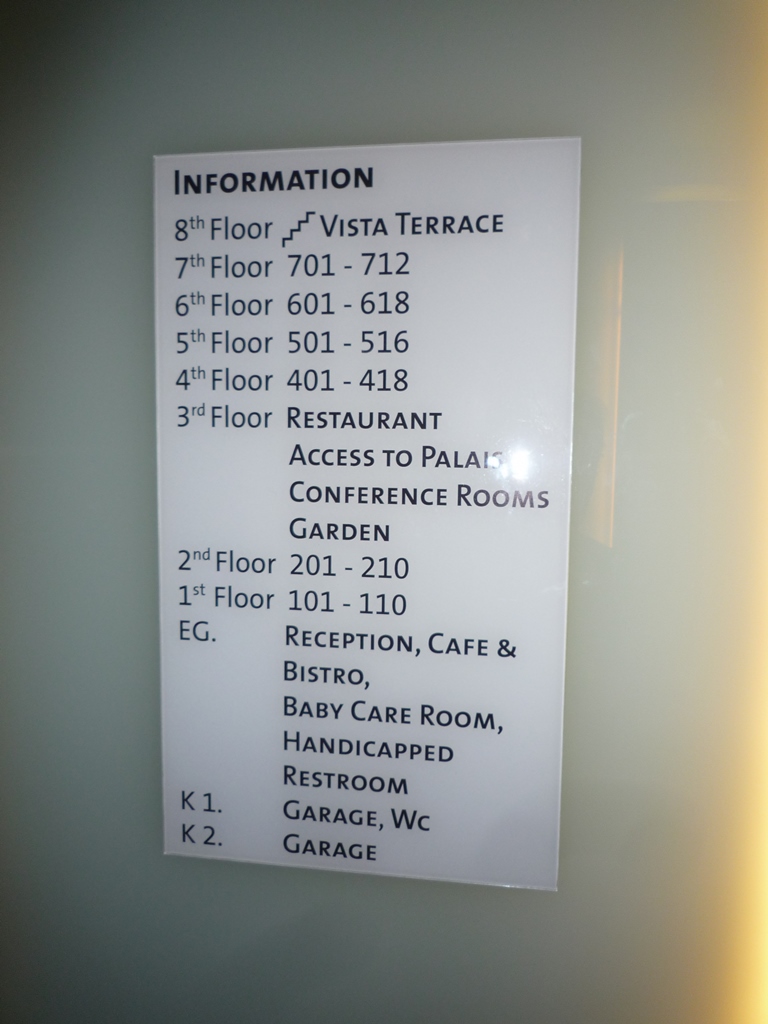 INFORMATION
8th Floor VISTA TERRACE
7th Floor 701 - 712
6th Floor 601 - 618
5th Floor 501 - 516
4th Floor 401 - 418
3rd Floor RESTAURANT
ACCESS TO PALAIS
CONFERENCE ROOMS
GARDEN
2nd Floor 201 - 210
1st Floor 101 - 110
EG. RECEPTION, CAFE &
BISTRO,
BABY CARE ROOM,
HANDICAPPED
RESTROOM
K 1. GARAGE, WC
K 2. GARAGE